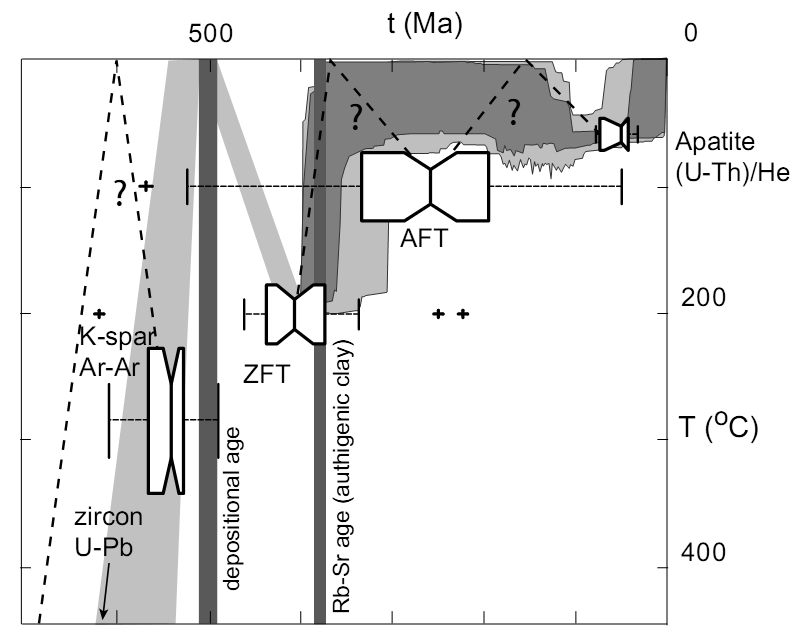 t (Ma)
500
0
?
?
Apatite
(U-Th)/He
?
AFT
200
K-spar
Ar-Ar
ZFT
T (ºC)
depositional age
Rb-Sr age (authigenic clay)
zircon
U-Pb
400